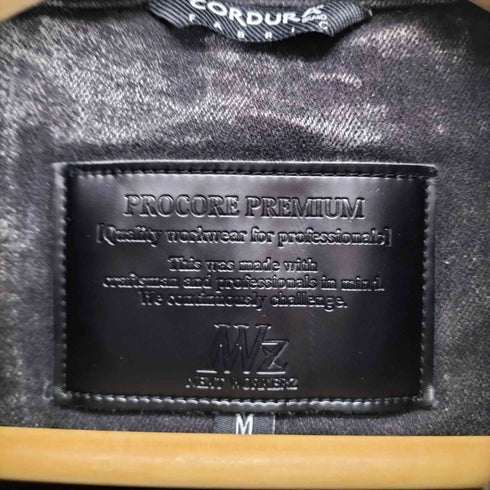 CORDURA
BRAND
FABRIC
PROCORE PREMIUM
[Quality workwear for professionals]
This was made with
craftsman and professionals in mind.
We continuously challenge.
NWz
NEXT WORKERZ
M